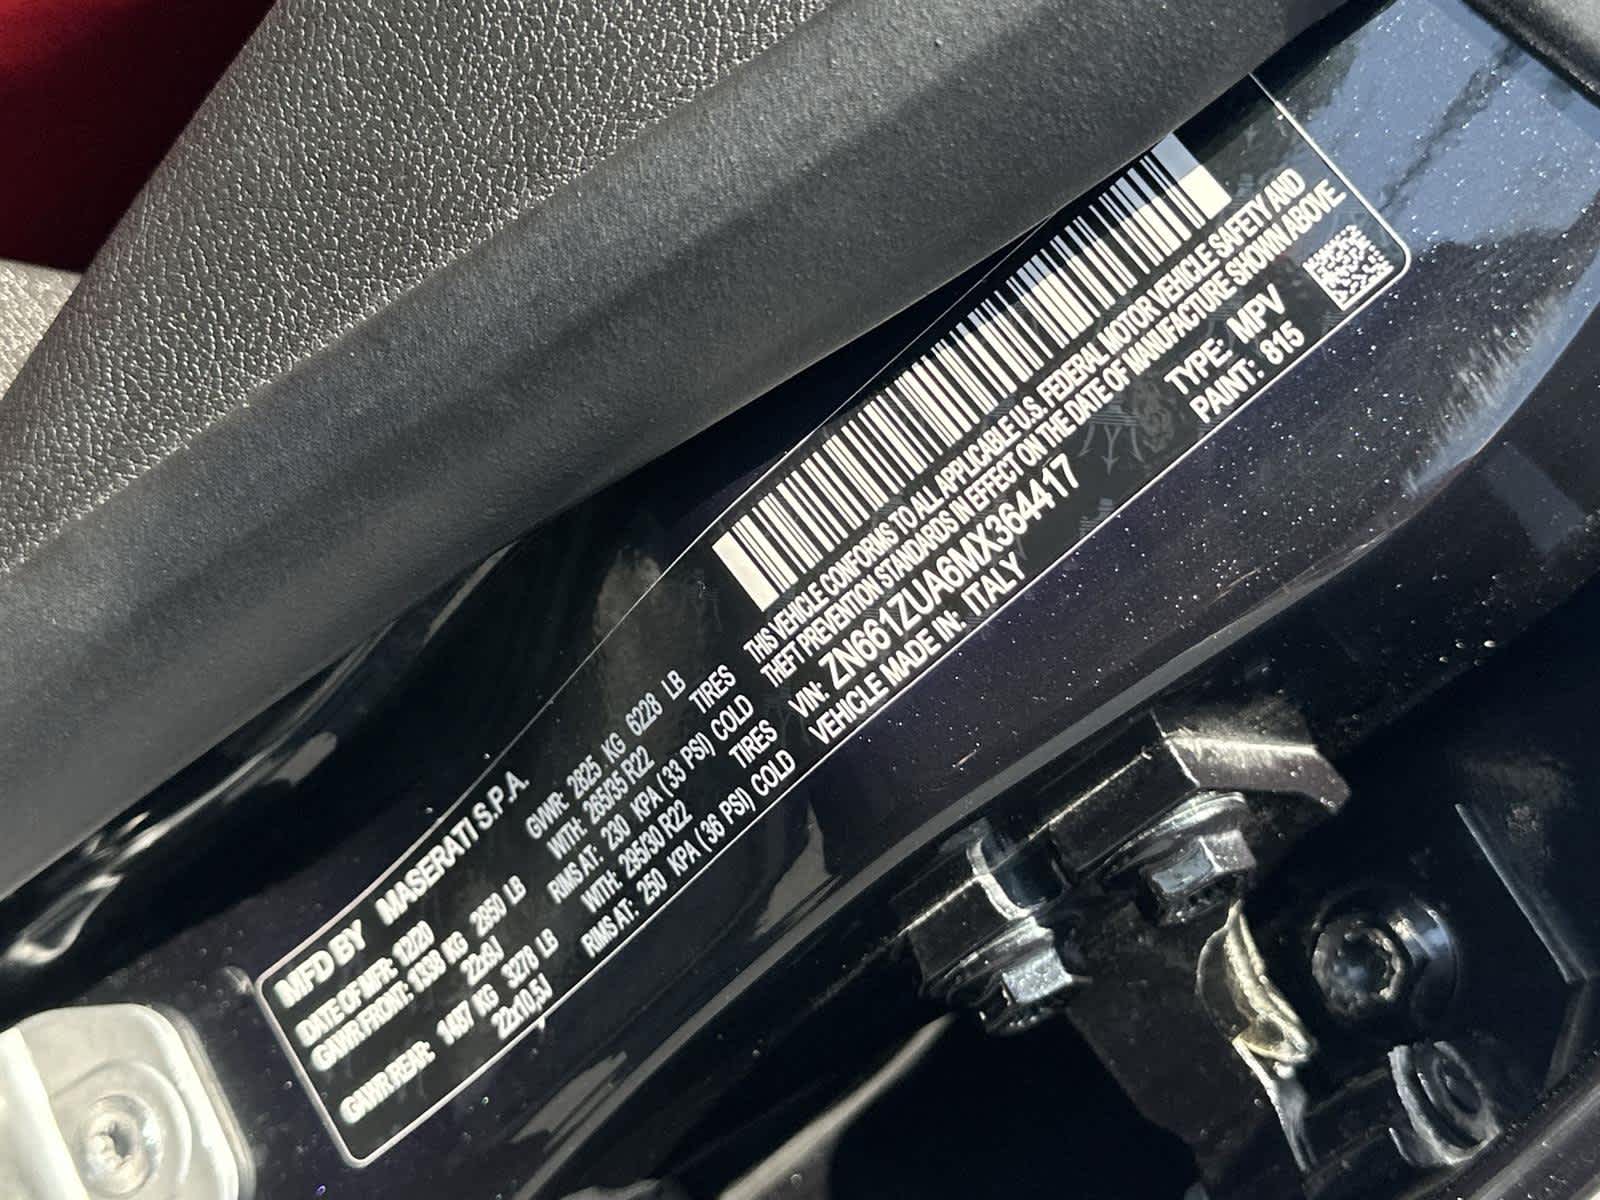 MFD BY MASERATI S.P.A.
DATE OF MFR: 12/20 GVWR: 2825 KG 6228 LB
GAWR FRONT: 1338 KG 2950 LB WITH: 265/35 R22 TIRES
22x9J RIMS AT: 230 KPA (33 PSI) COLD
GAWR REAR: 1487 KG 3278 LB WITH: 295/30 R22 TIRES
22x10,5J RIMS AT: 250 KPA (36 PSI) COLD
THIS VEHICLE CONFORMS TO ALL APPLICABLE U.S. FEDERAL MOTOR VEHICLE SAFETY AND
THEFT PREVENTION STANDARDS IN EFFECT ON THE DATE OF MANUFACTURE SHOWN ABOVE
VIN: ZN661ZUA6MX364417 TYPE: MPV
VEHICLE MADE IN: ITALY PAINT: 815